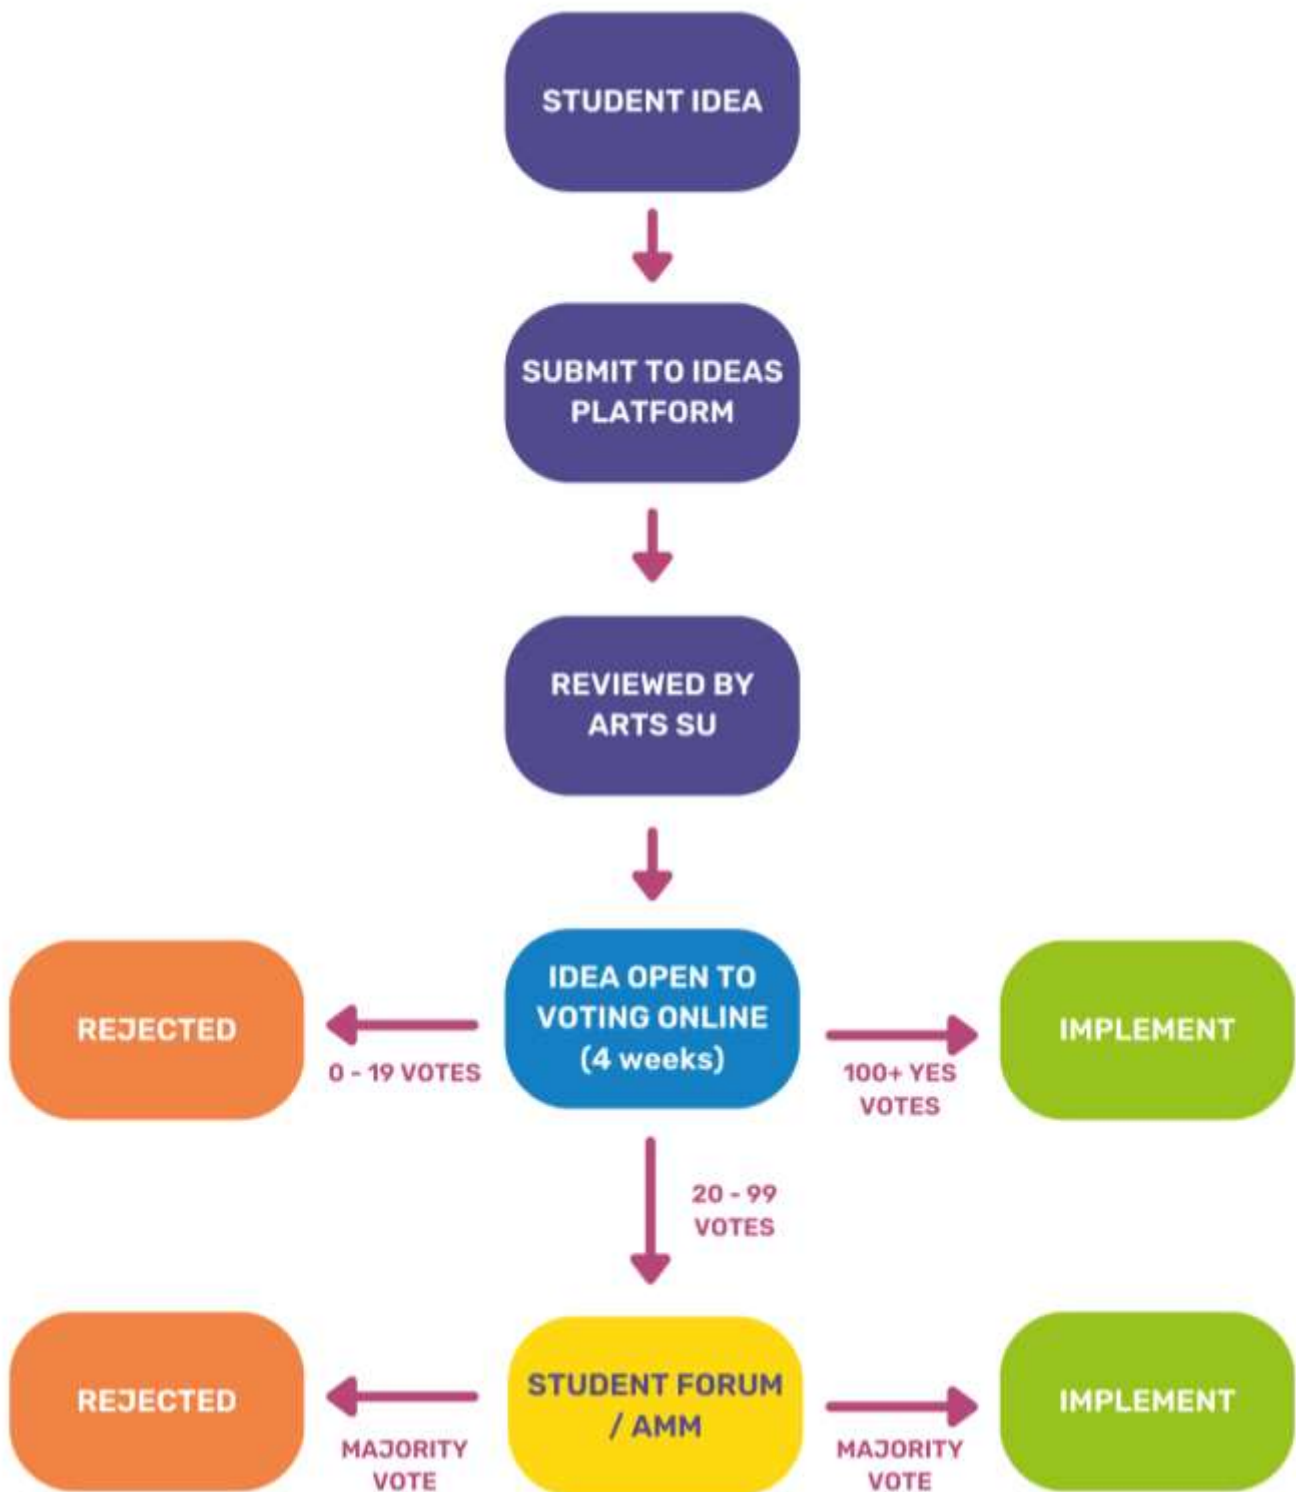 STUDENT IDEA
SUBMIT TO IDEAS
PLATFORM
REVIEWED BY
ARTS SU
REJECTED
0 - 19 VOTES
IDEA OPEN TO
VOTING ONLINE
(4 weeks)
100+ YES
VOTES
IMPLEMENT
20 - 99
VOTES
REJECTED
MAJORITY
VOTE
STUDENT FORUM
/ AMM
MAJORITY
VOTE
IMPLEMENT